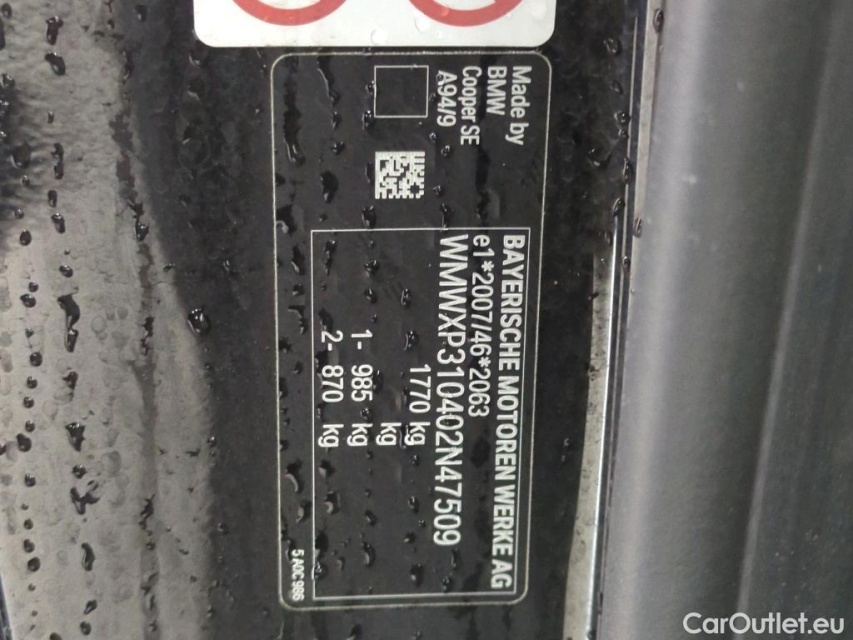 Made by
BMW
Cooper SE
A94/9
BAYERISCHE MOTOREN WERKE AG
e1*2007/46*2063
WMWXP310402N47509
1770 kg
kg
1- 985 kg
2- 870 kg
5A0C986
CarOutlet.eu